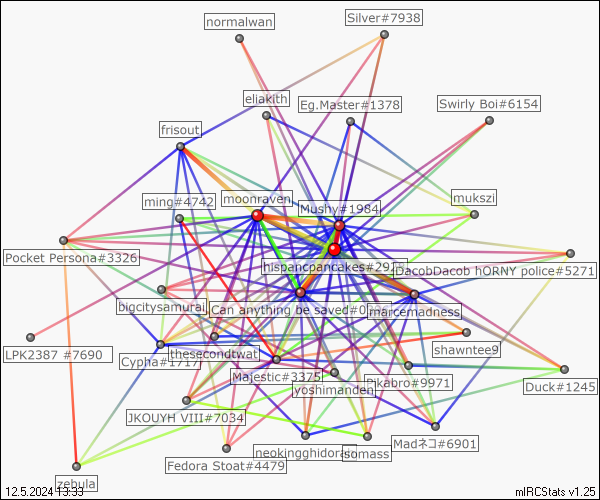 normalwan
Silver#7938
eliakith
Eg.Master#1378
Swirly Boi#6154
frisout
ming#4742
moonraven
Mushy#1984
mukszi
Pocket Persona#3326
hispancpancakes#29
DacobDacob hORNY police#5271
bigcitysamurai
Can anything be saved#0
marcemadness
LPK2387 #7690
Cypha#1717
thesecondtwat
shawntee9
Majestic#3375
yoshimanden
Pikabro#9971
Duck#1245
JKOUYH VIII#7034
neokingghidora
somass
Madネコ#6901
Fedora Stoat#4479
zebula
12.5.2024 13:33
mIRCStats v1.25